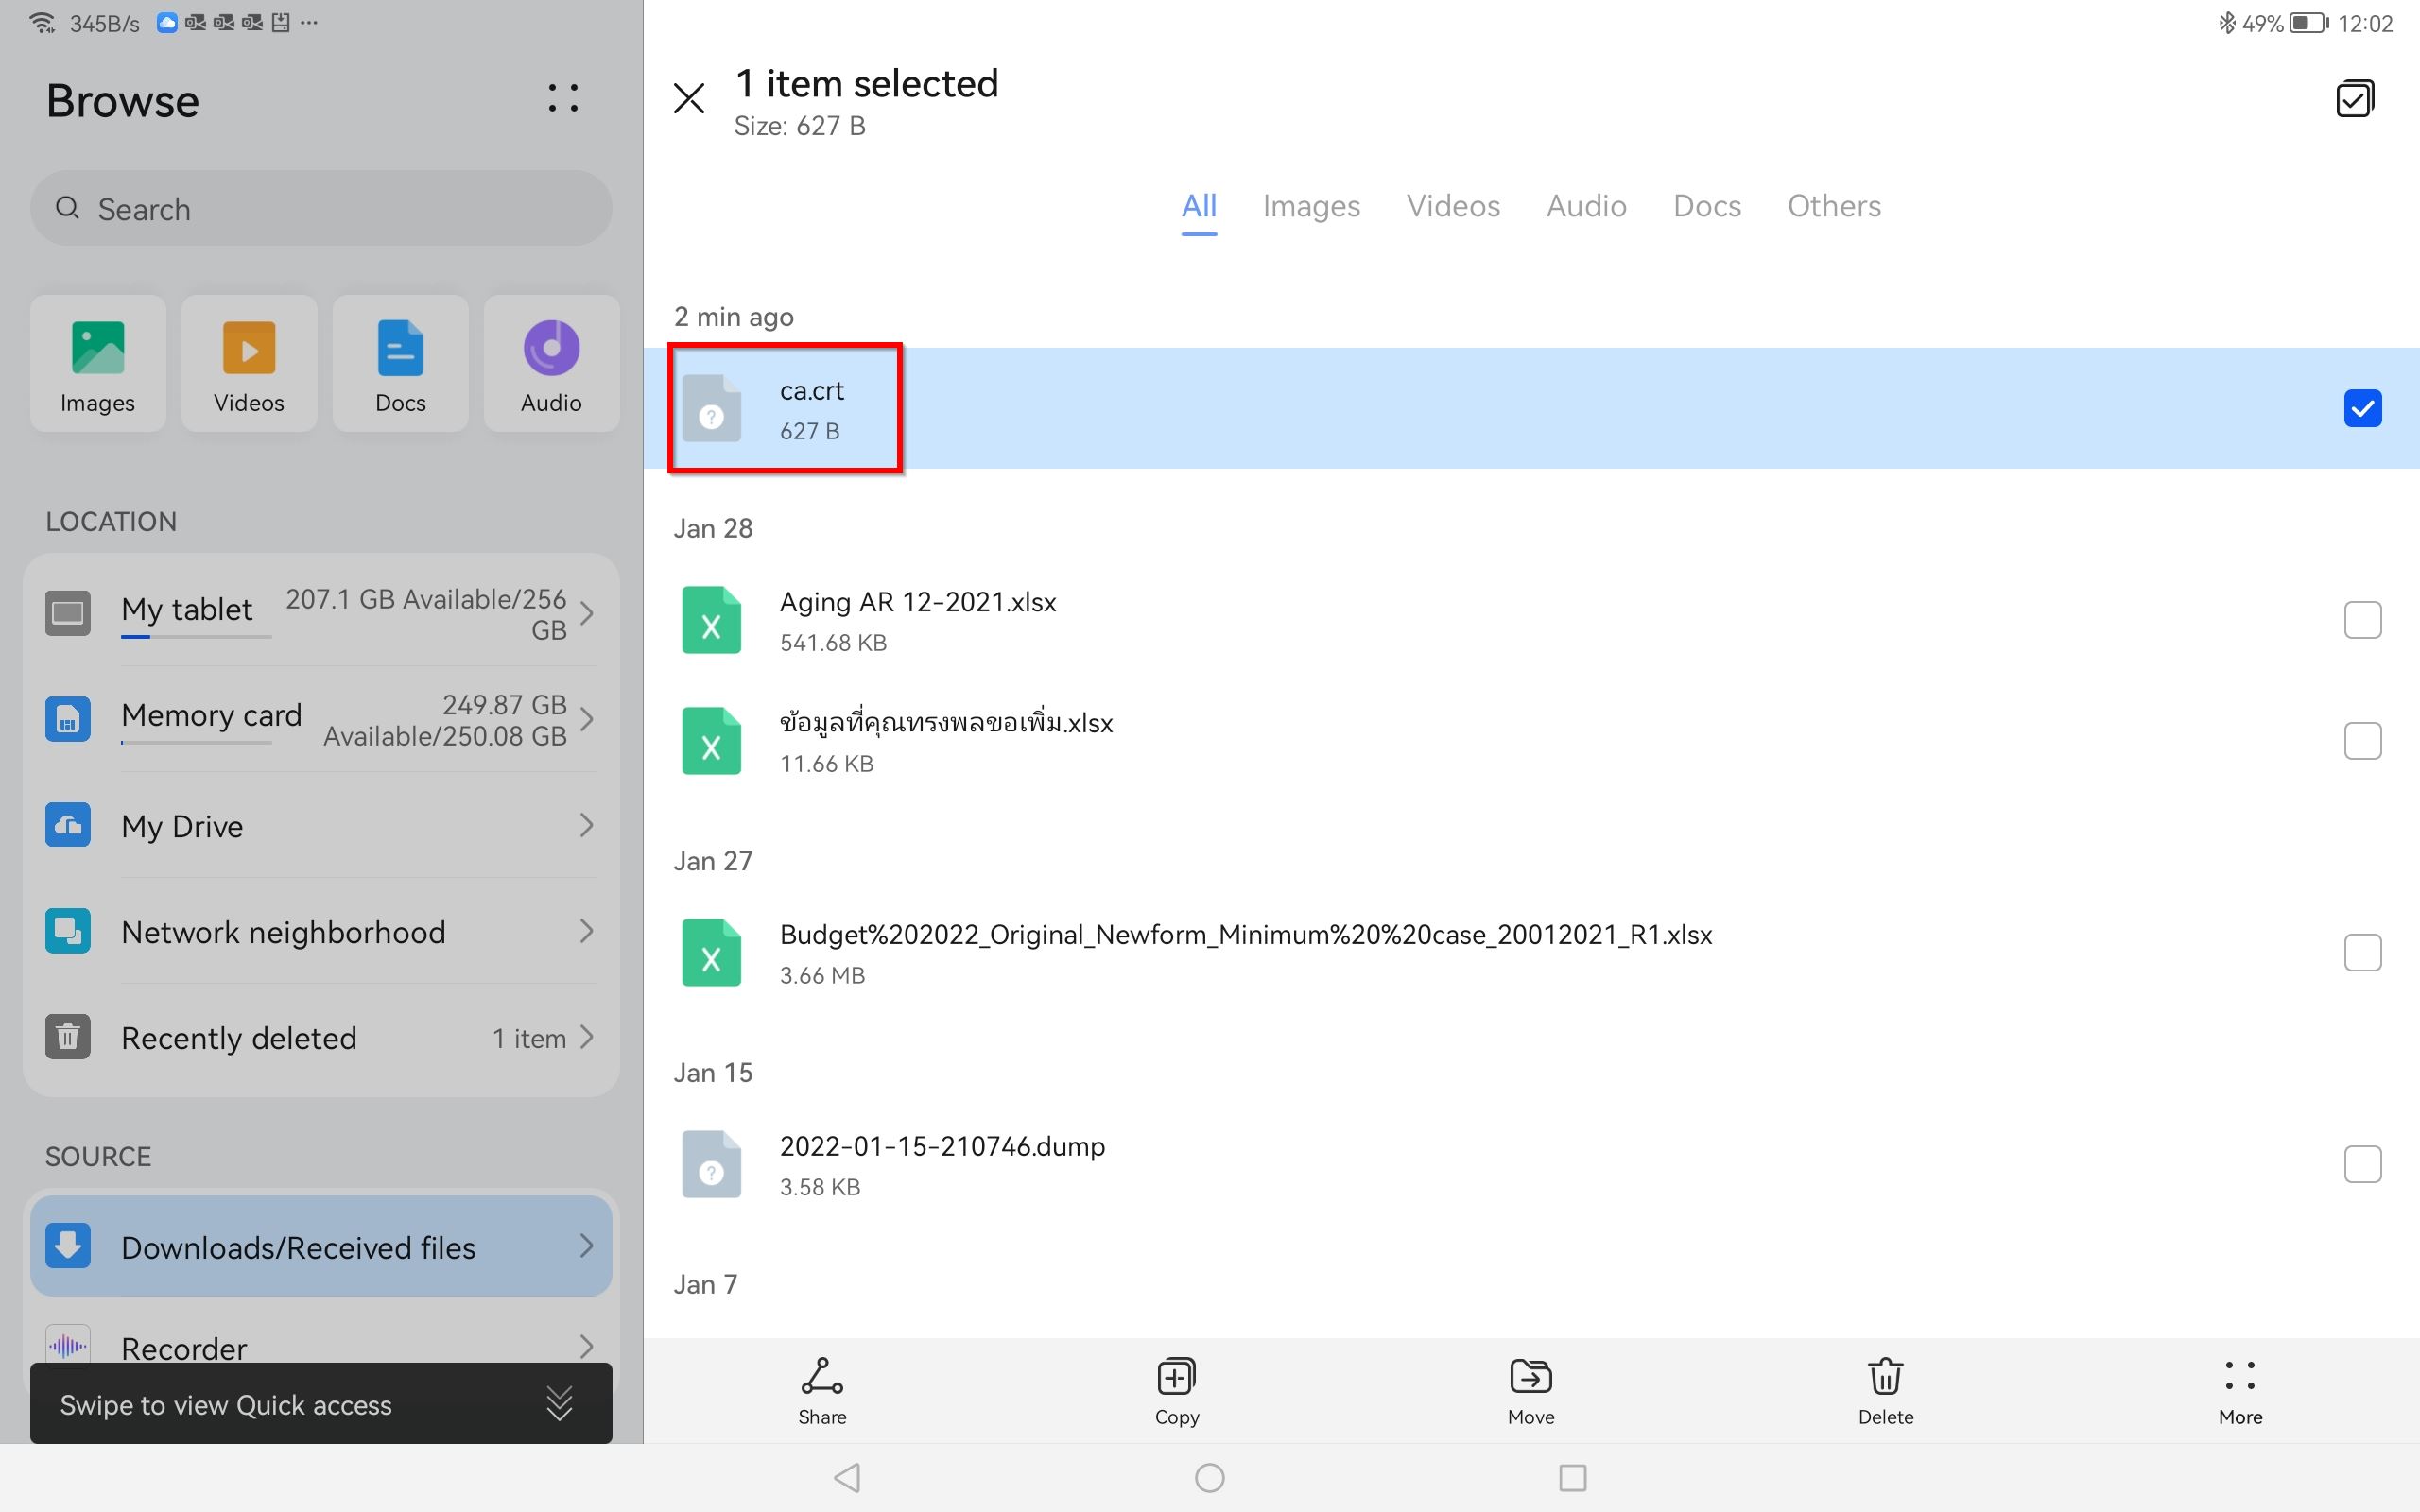 345B/s
49%
12:02
Browse
Search
Images
Videos
Docs
Audio
LOCATION
My tablet
207.1 GB Available/256
GB
Memory card
249.87 GB
Available/250.08 GB
My Drive
Network neighborhood
Recently deleted
1 item
SOURCE
Downloads/Received files
Recorder
Swipe to view Quick access
1 item selected
Size: 627 B
All
Images
Videos
Audio
Docs
Others
2 min ago
ca.crt
627 B
Jan 28
Aging AR 12-2021.xlsx
541.68 KB
ข้อมูลที่คุณทรงพลขอเพิ่ม.xlsx
11.66 KB
Jan 27
Budget%202022_Original_Newform_Minimum%20%20case_20012021_R1.xlsx
3.66 MB
Jan 15
2022-01-15-210746.dump
3.58 KB
Jan 7
Share
Copy
Move
Delete
More